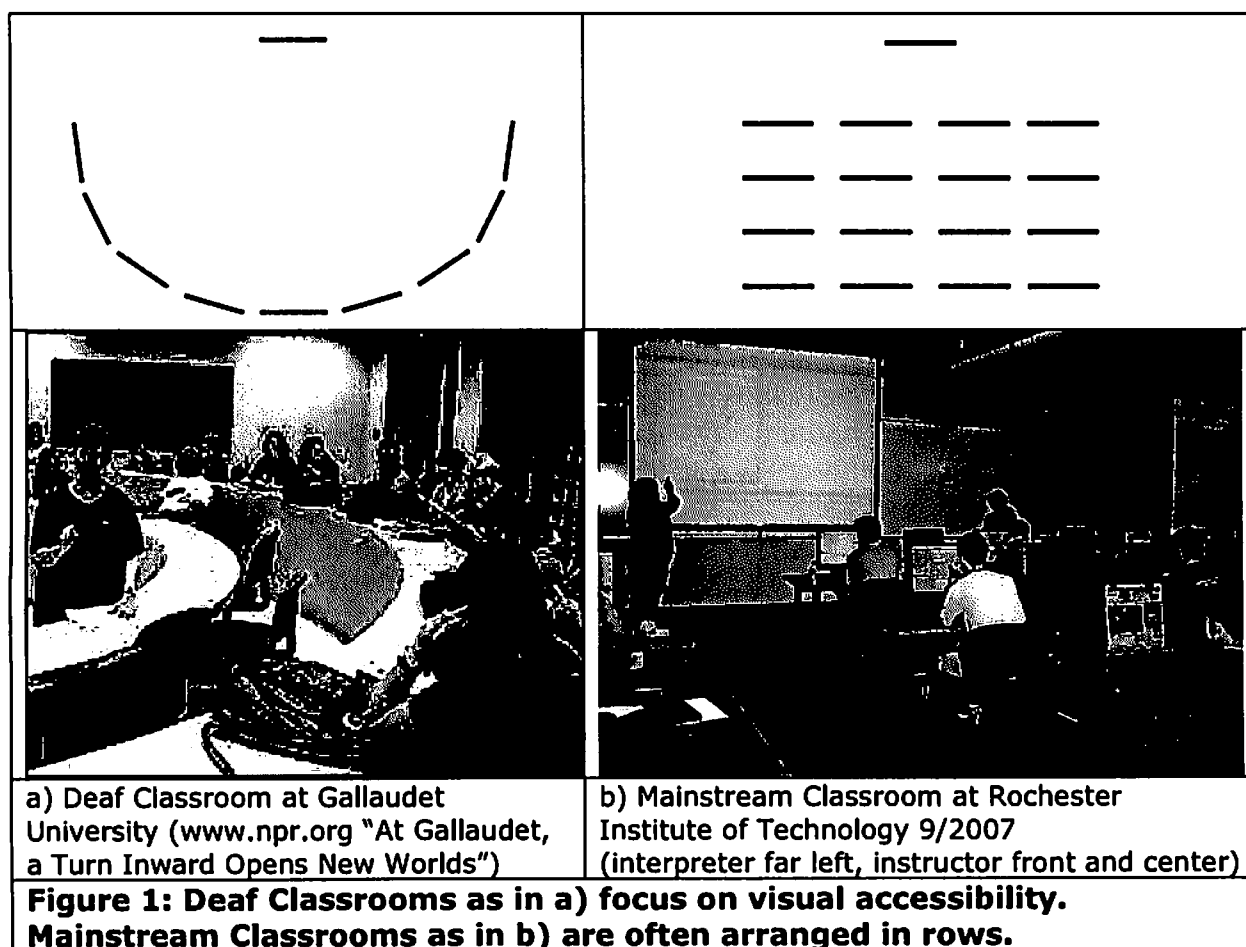 a) Deaf Classroom at Gallaudet
University (www.npr.org "At Gallaudet,
a Turn Inward Opens New Worlds")
b) Mainstream Classroom at Rochester
Institute of Technology 9/2007
(interpreter far left, instructor front and center)
Figure 1: Deaf Classrooms as in a) focus on visual accessibility.
Mainstream Classrooms as in b) are often arranged in rows.